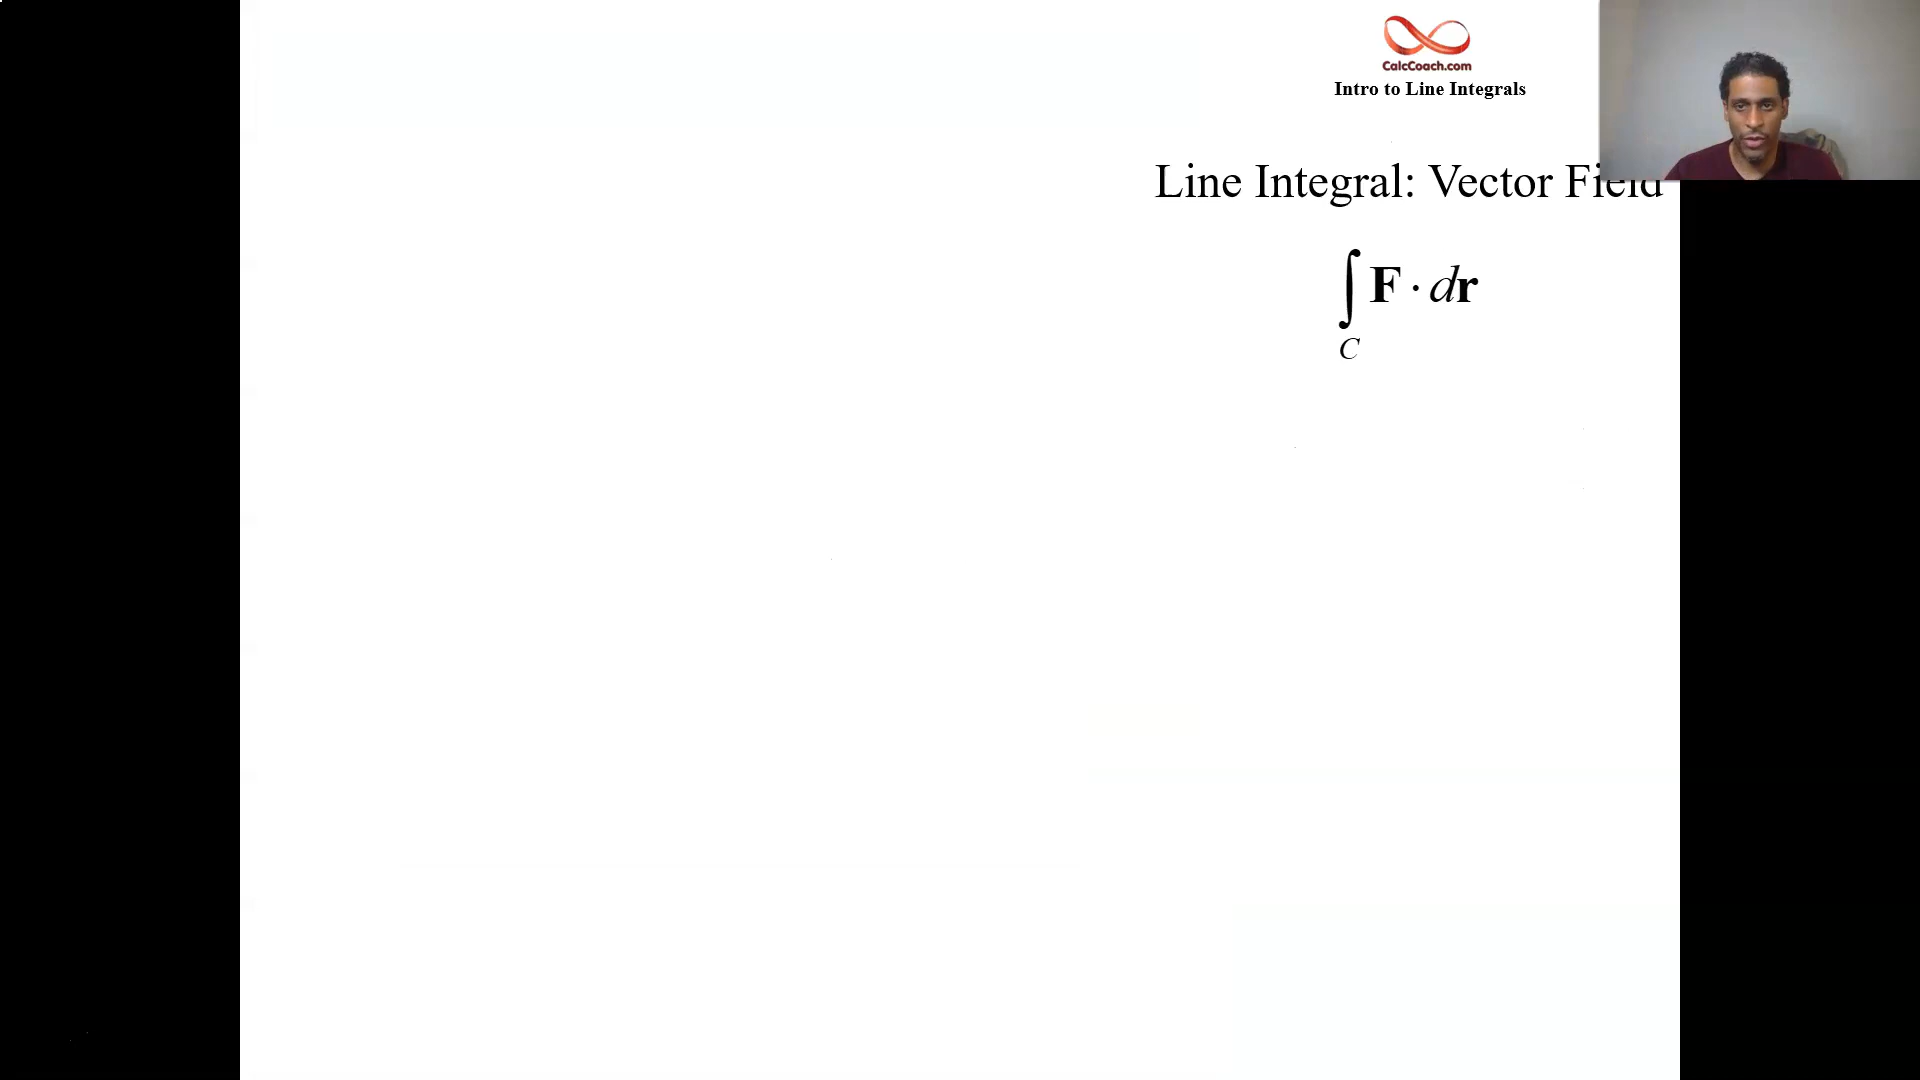 CalcCoach.com
Intro to Line Integrals
Line Integral: Vector Field
∫ F · dr
C